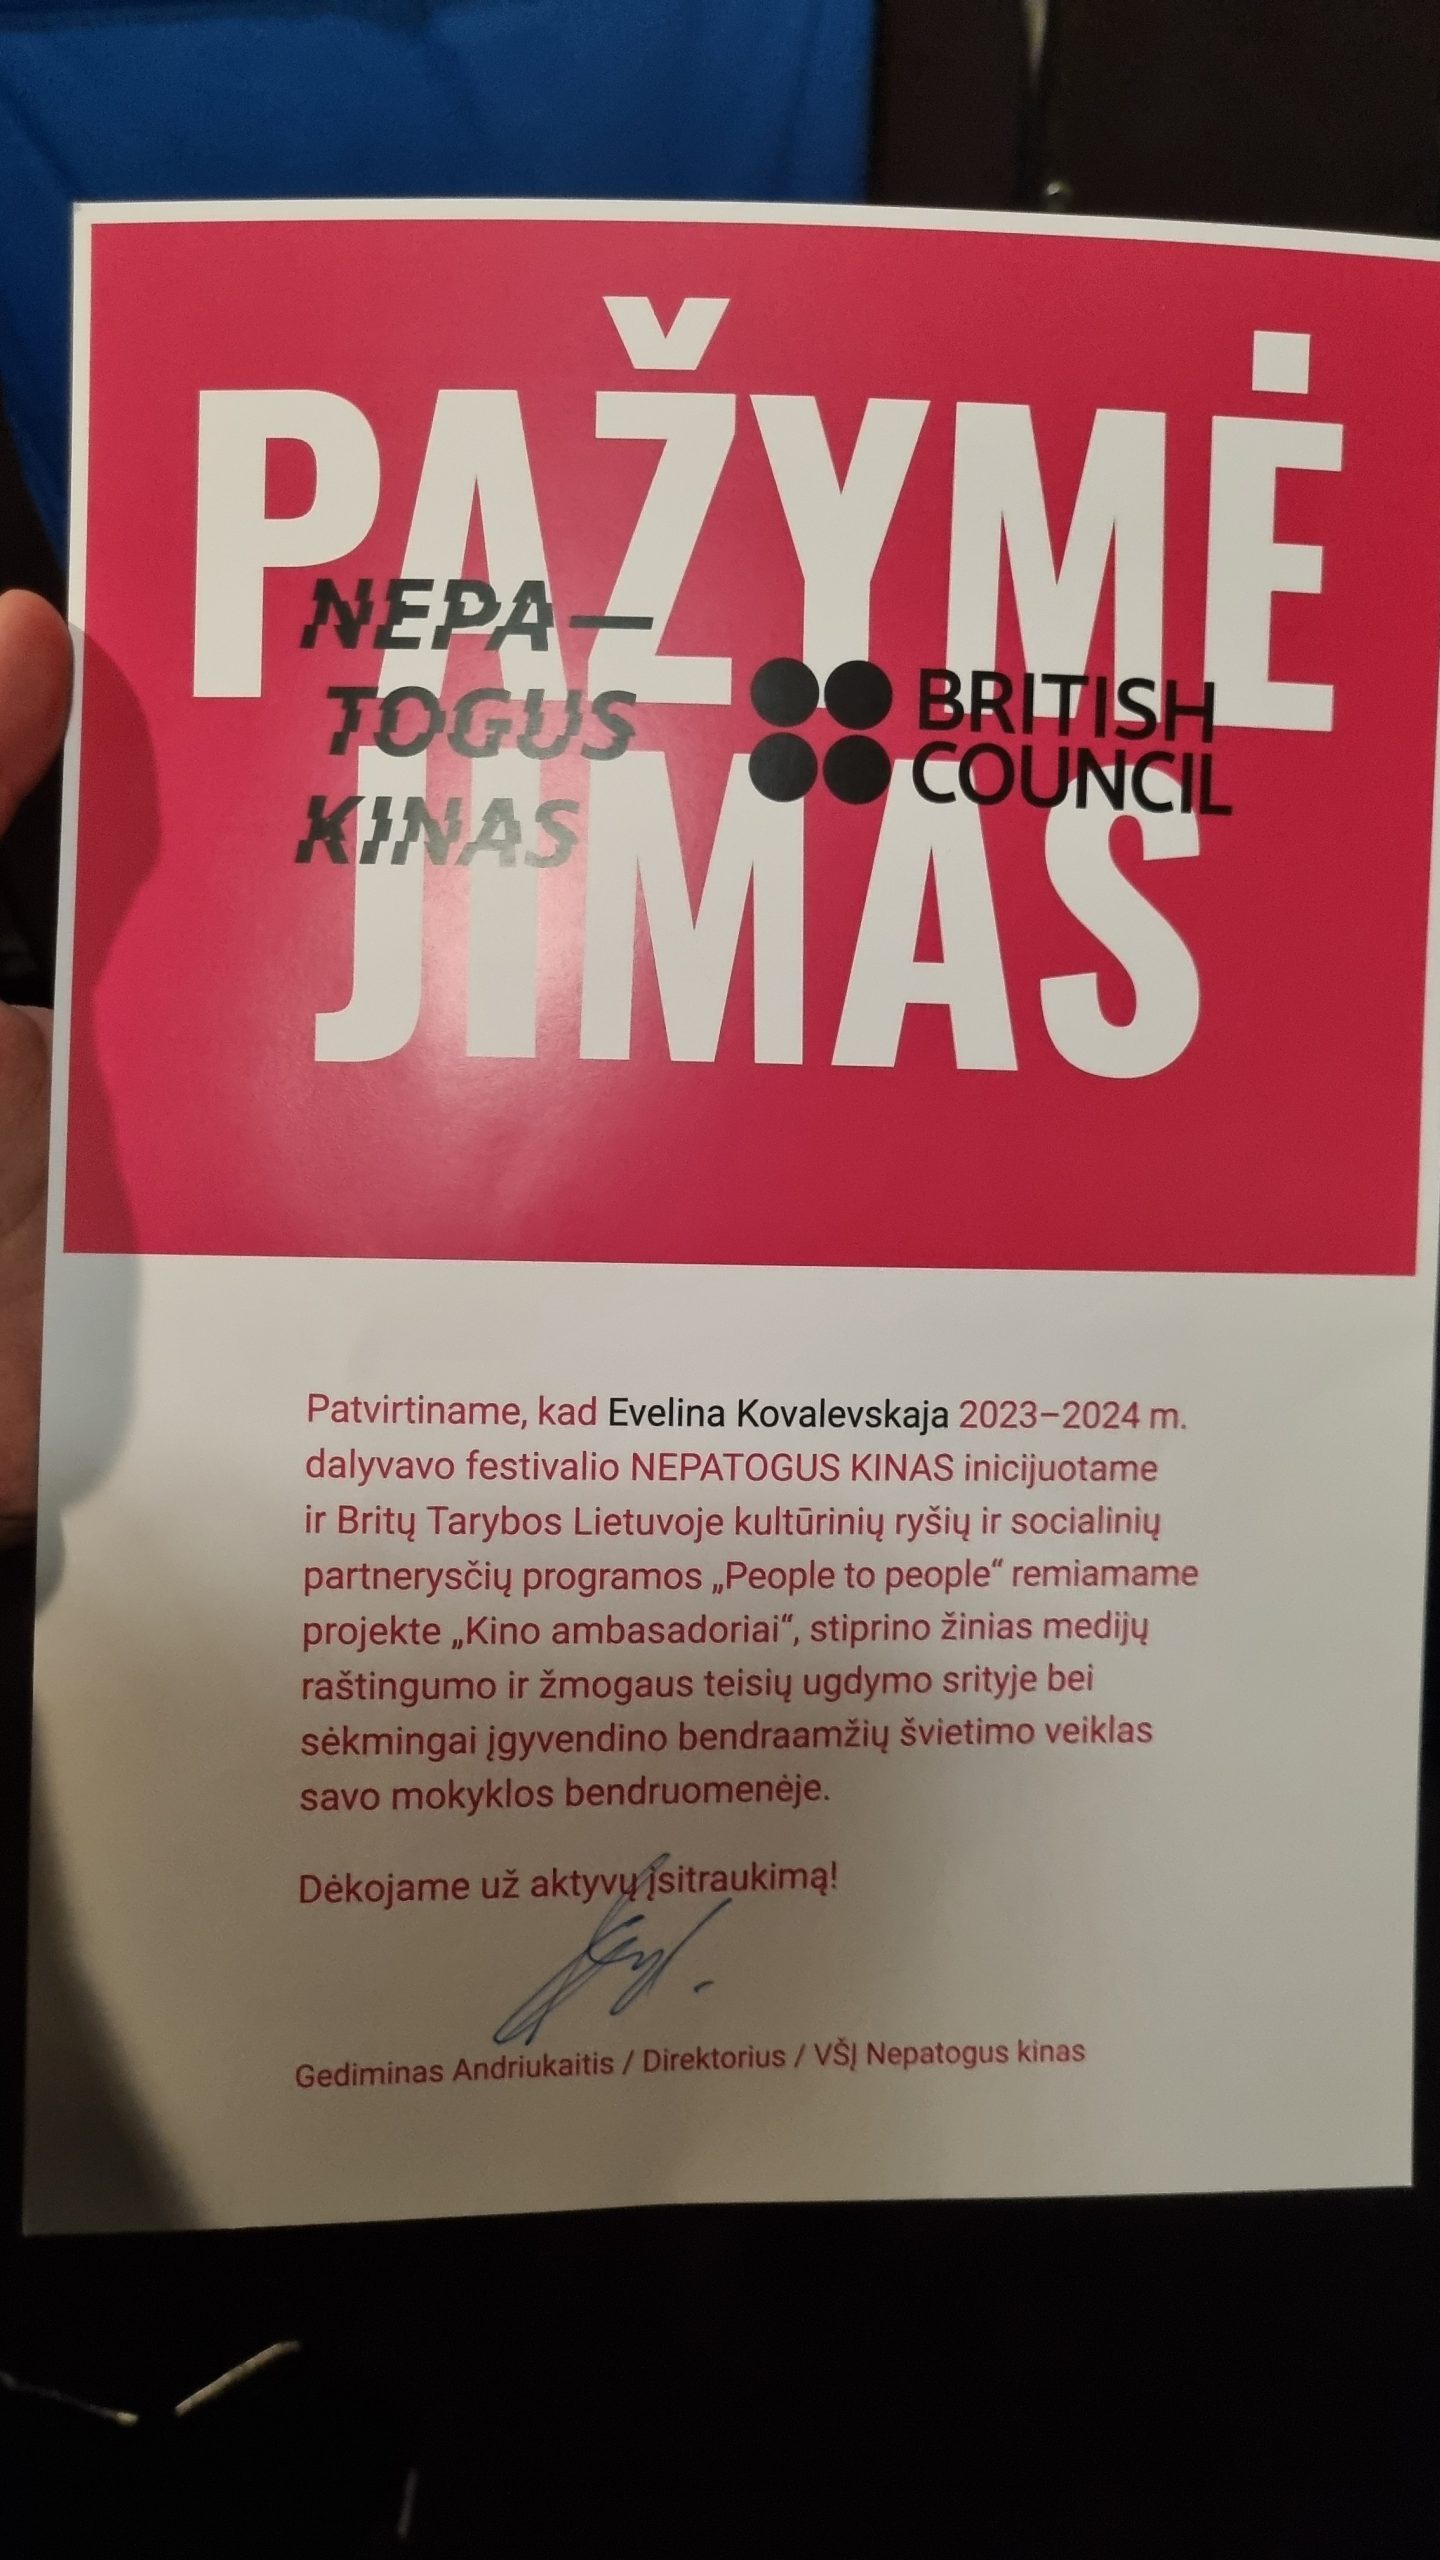 PAŽYMĖ
JIMAS
NEPA—
TOGUS
KINAS
BRITISH
COUNCIL
Patvirtiname, kad Evelina Kovalevskaja 2023–2024 m.
dalyvavo festivalio NEPATOGUS KINAS inicijuotame
ir Britų Tarybos Lietuvoje kultūrinių ryšių ir socialinių
partnerysčių programos „People to people“ remiamame
projekte „Kino ambasadoriai“, stiprino žinias medijų
raštingumo ir žmogaus teisių ugdymo srityje bei
sėkmingai įgyvendino bendraamžių švietimo veiklas
savo mokyklos bendruomenėje.
Dėkojame už aktyvų įsitraukimą!
Gediminas Andriukaitis / Direktorius / VŠĮ Nepatogus kinas